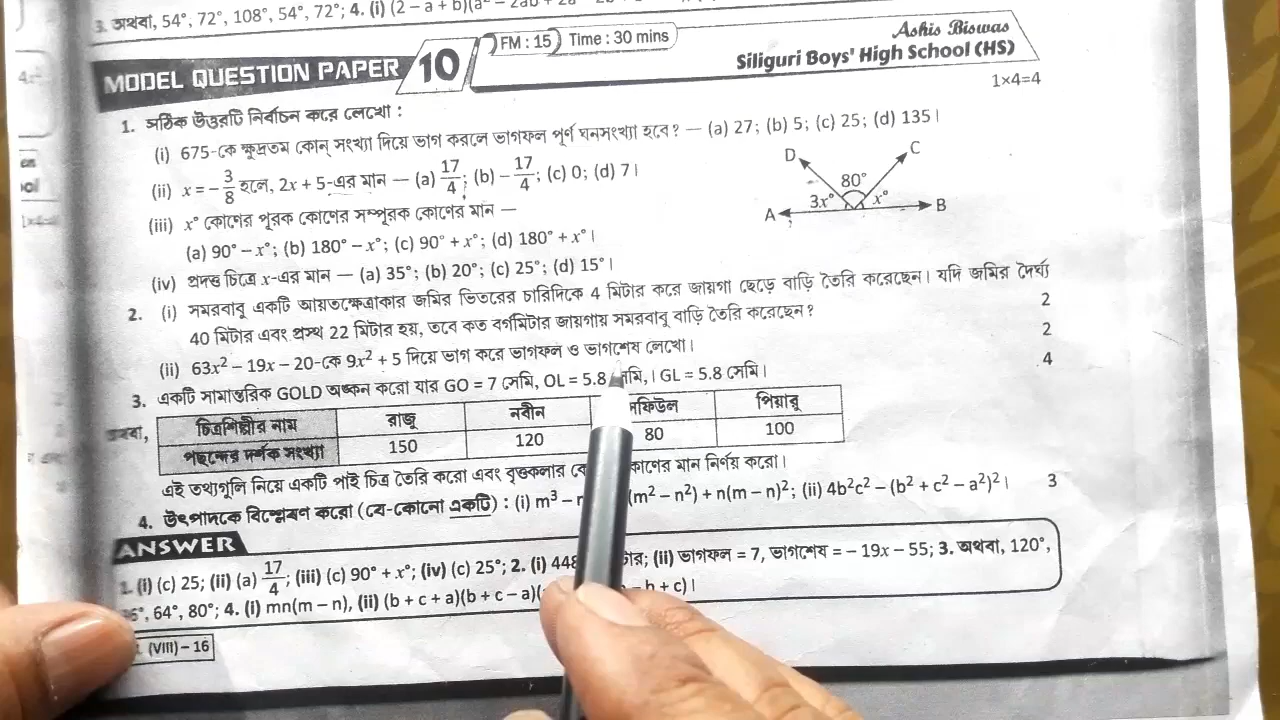 3. অথবা, 54°, 72°, 108°, 54°, 72°; 4. (i) (2 – a + b)(a²
MODEL QUESTION PAPER 10
FM : 15 Time : 30 mins
Ashis Biswas
Siliguri Boys' High School (HS)
1. সঠিক উত্তরটি নির্বাচন করে লেখো : 1×4=4
(i) 675-কে ক্ষুদ্রতম কোন্ সংখ্যা দিয়ে ভাগ করলে ভাগফল পূর্ণ ঘনসংখ্যা হবে? — (a) 27; (b) 5; (c) 25; (d) 135।
(ii) x = – 3/8 হলে, 2x + 5-এর মান — (a) 17/4; (b) – 17/4; (c) 0; (d) 7।
(iii) x° কোণের পূরক কোণের সম্পূরক কোণের মান —
(a) 90° – x°; (b) 180° – x°; (c) 90° + x°; (d) 180° + x°।
(iv) প্রদত্ত চিত্রে x-এর মান — (a) 35°; (b) 20°; (c) 25°; (d) 15°।
D C
80°
3x° x°
A B
2. (i) সমরবাবু একটি আয়তক্ষেত্রাকার জমির ভিতরের চারিদিকে 4 মিটার করে জায়গা ছেড়ে বাড়ি তৈরি করেছেন। যদি জমির দৈর্ঘ্য
40 মিটার এবং প্রস্থ 22 মিটার হয়, তবে কত বর্গমিটার জায়গায় সমরবাবু বাড়ি তৈরি করেছেন? 2
(ii) 63x² – 19x – 20-কে 9x² + 5 দিয়ে ভাগ করে ভাগফল ও ভাগশেষ লেখো। 2
3. একটি সামান্তরিক GOLD অঙ্কন করো যার GO = 7 সেমি, OL = 5.8 সেমি, । GL = 5.8 সেমি। 4
অথবা,
চিত্রশিল্পীর নাম রাজু নবীন সফিউল পিয়ারু
পছন্দের দর্শক সংখ্যা 150 120 80 100
এই তথ্যগুলি নিয়ে একটি পাই চিত্র তৈরি করো এবং বৃত্তকলার কোণের মান নির্ণয় করো।
4. উৎপাদকে বিশ্লেষণ করো (যে-কোনো একটি) : (i) m³ – (m² – n²) + n(m – n)²; (ii) 4b²c² – (b² + c² – a²)²। 3
ANSWER
1. (i) (c) 25; (ii) (a) 17/4; (iii) (c) 90° + x°; (iv) (c) 25°; 2. (i) 448 (ii) ভাগফল = 7, ভাগশেষ = – 19x – 55; 3. অথবা, 120°,
96°, 64°, 80°; 4. (i) mn(m – n), (ii) (b + c + a)(b + c – a)( – b + c)।
(VIII) – 16